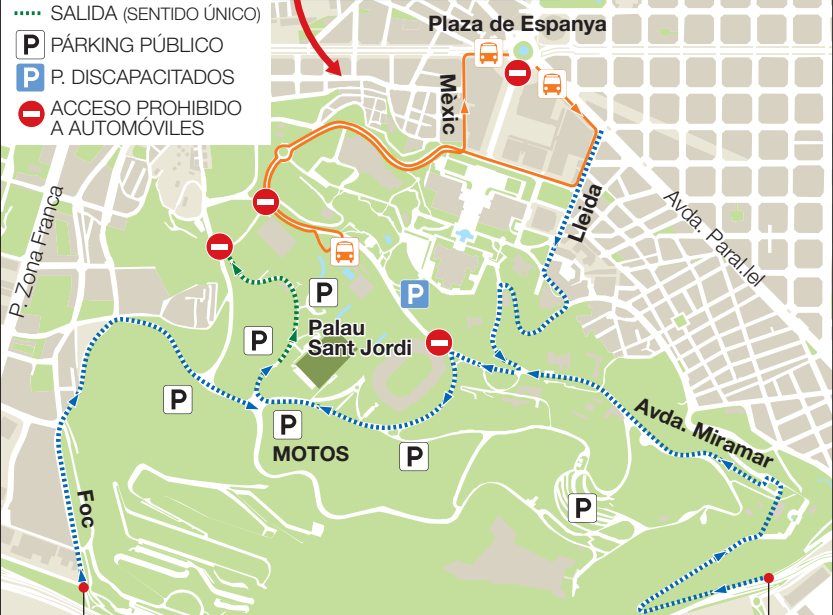 SALIDA (SENTIDO ÚNICO)
P PÁRKING PÚBLICO
P P. DISCAPACITADOS
ACCESO PROHIBIDO
A AUTOMÓVILES
Plaza de Espanya
Mèxic
P. Zona Franca
Lleida
Avda. Paral.lel
P
P
Palau
Sant Jordi
P
P
P
MOTOS
P
Avda. Miramar
Foc
P